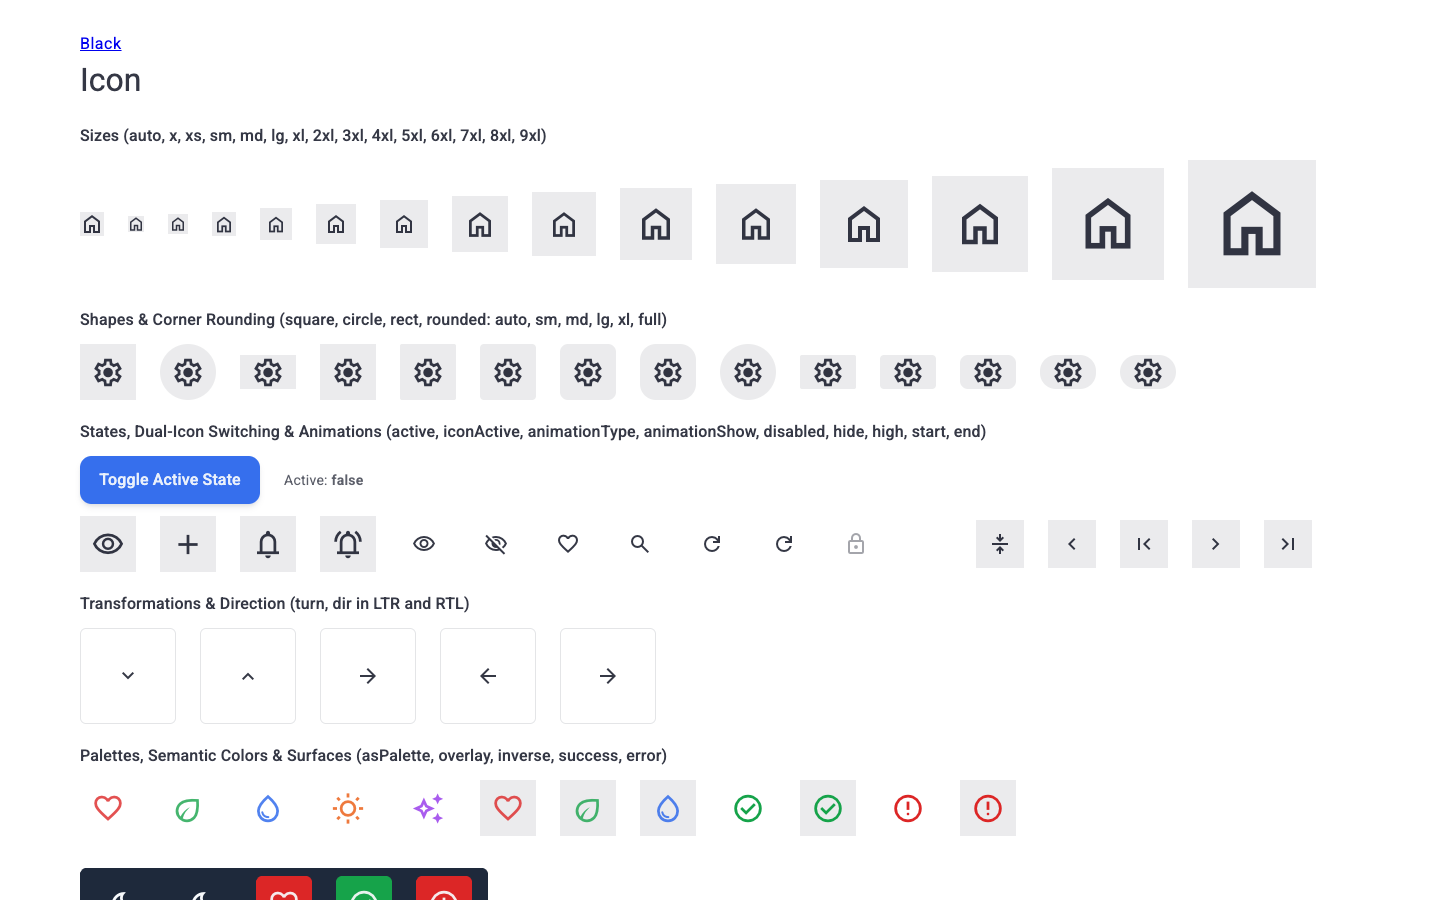 Black
Icon
Sizes (auto, x, xs, sm, md, lg, xl, 2xl, 3xl, 4xl, 5xl, 6xl, 7xl, 8xl, 9xl)
Shapes & Corner Rounding (square, circle, rect, rounded: auto, sm, md, lg, xl, full)
States, Dual-Icon Switching & Animations (active, iconActive, animationType, animationShow, disabled, hide, high, start, end)
Toggle Active State
Active: false
Transformations & Direction (turn, dir in LTR and RTL)
Palettes, Semantic Colors & Surfaces (asPalette, overlay, inverse, success, error)